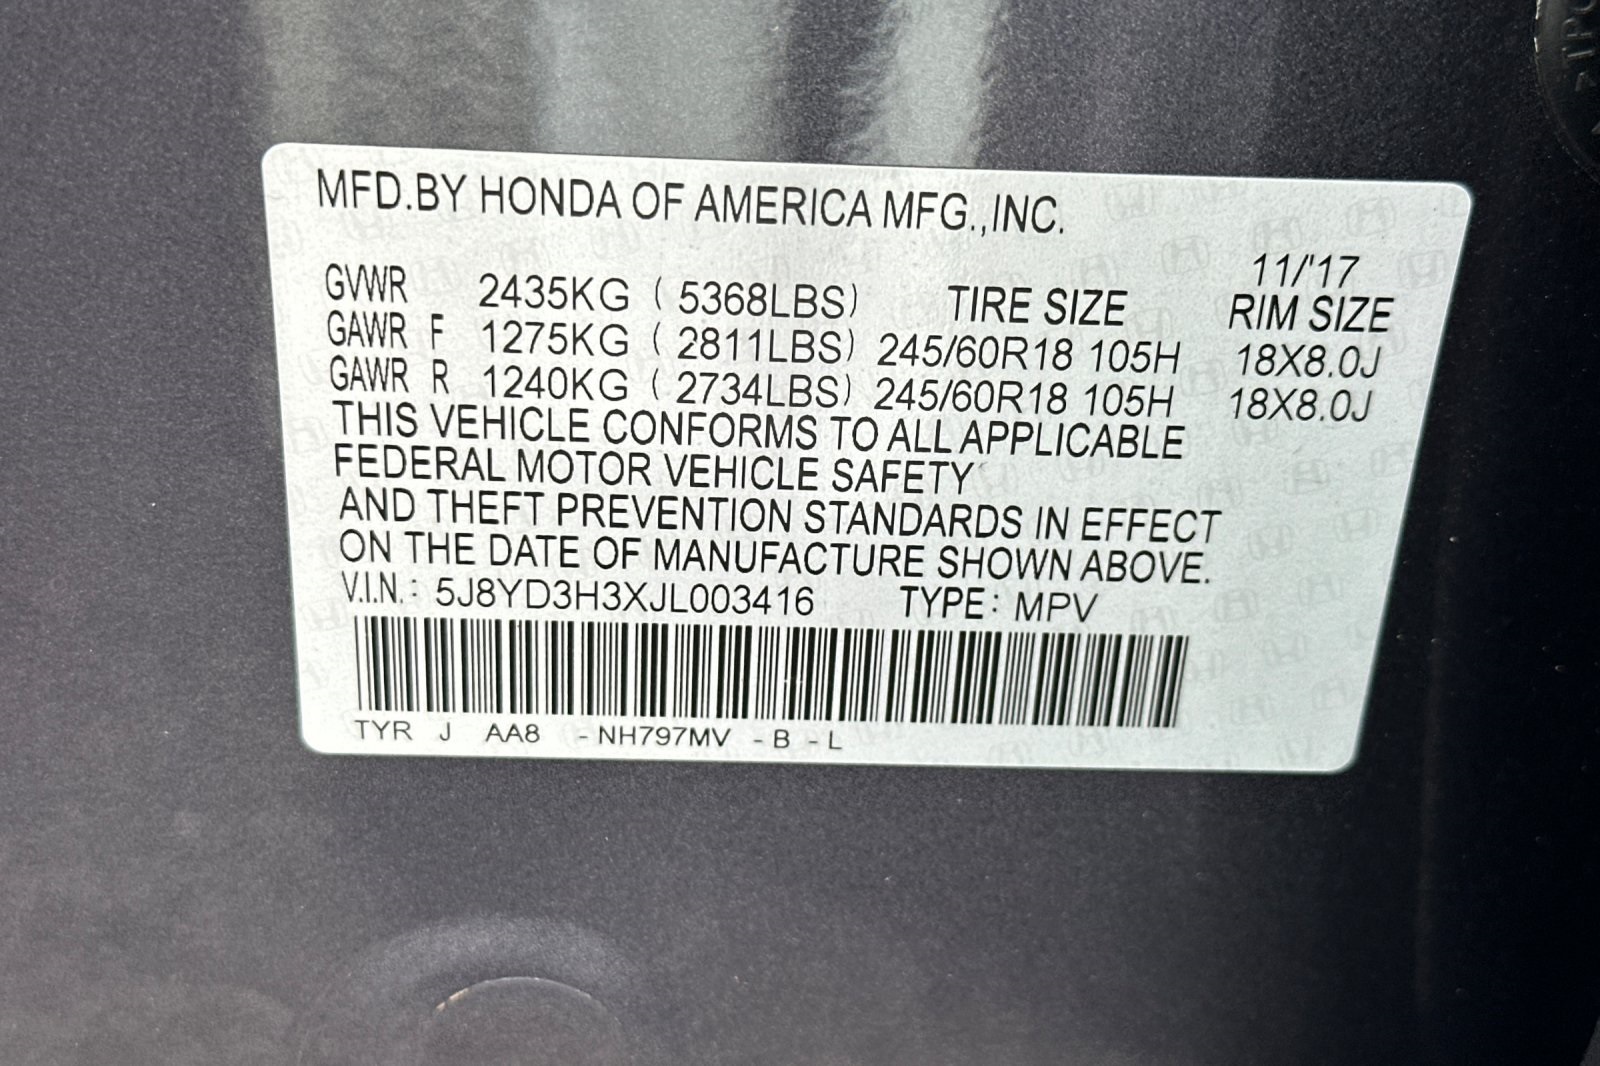 MFD.BY HONDA OF AMERICA MFG.,INC.
11/'17
GVWR 2435KG ( 5368LBS) TIRE SIZE RIM SIZE
GAWR F 1275KG ( 2811LBS) 245/60R18 105H 18X8.0J
GAWR R 1240KG ( 2734LBS) 245/60R18 105H 18X8.0J
THIS VEHICLE CONFORMS TO ALL APPLICABLE
FEDERAL MOTOR VEHICLE SAFETY
AND THEFT PREVENTION STANDARDS IN EFFECT
ON THE DATE OF MANUFACTURE SHOWN ABOVE.
V.I.N.: 5J8YD3H3XJL003416 TYPE: MPV
TYR J AA8 - NH797MV - B - L